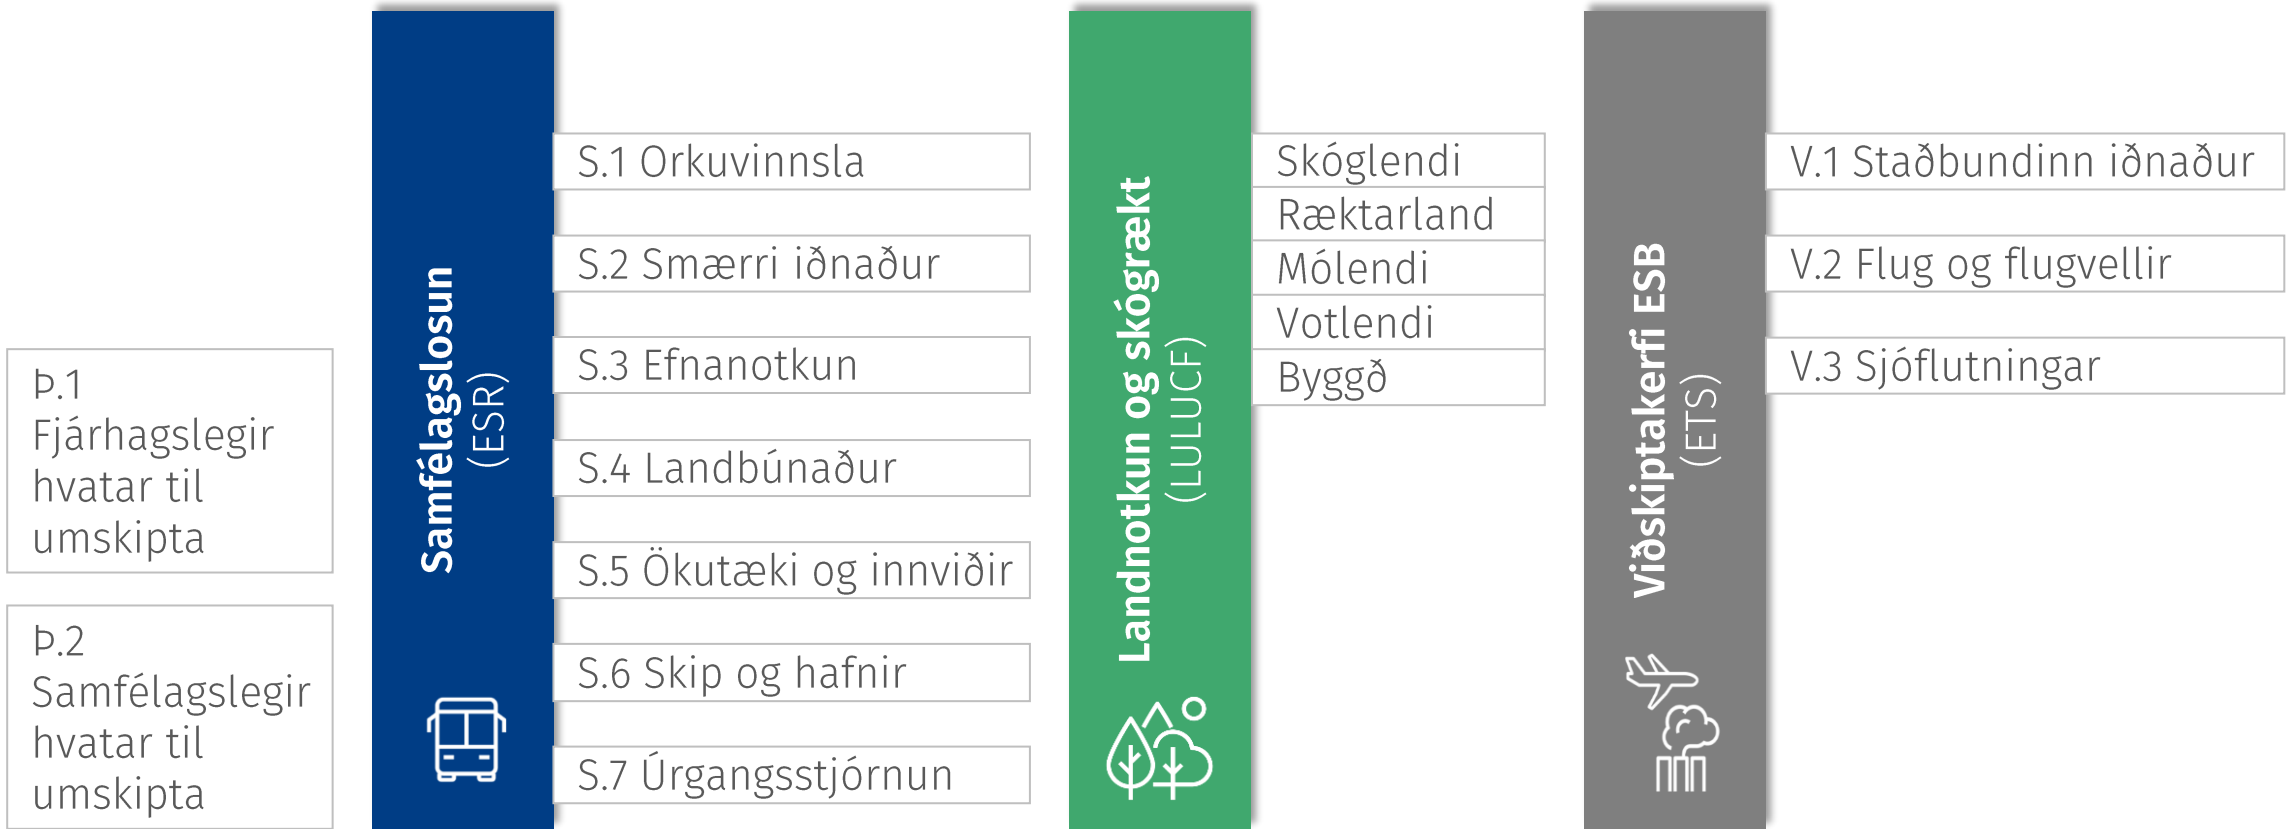 Þ.1
Fjárhagslegir
hvatar til
umskipta
Þ.2
Samfélagslegir
hvatar til
umskipta
Samfélagslosun
(ESR)
S.1 Orkuvinnsla
S.2 Smærri iðnaður
S.3 Efnanotkun
S.4 Landbúnaður
S.5 Ökutæki og innviðir
S.6 Skip og hafnir
S.7 Úrgangsstjórnun
Landnotkun og skógrækt
(LULUCF)
Skóglendi
Ræktarland
Mólendi
Votlendi
Byggð
Viðskiptakerfi ESB
(ETS)
V.1 Staðbundinn iðnaður
V.2 Flug og flugvellir
V.3 Sjóflutningar